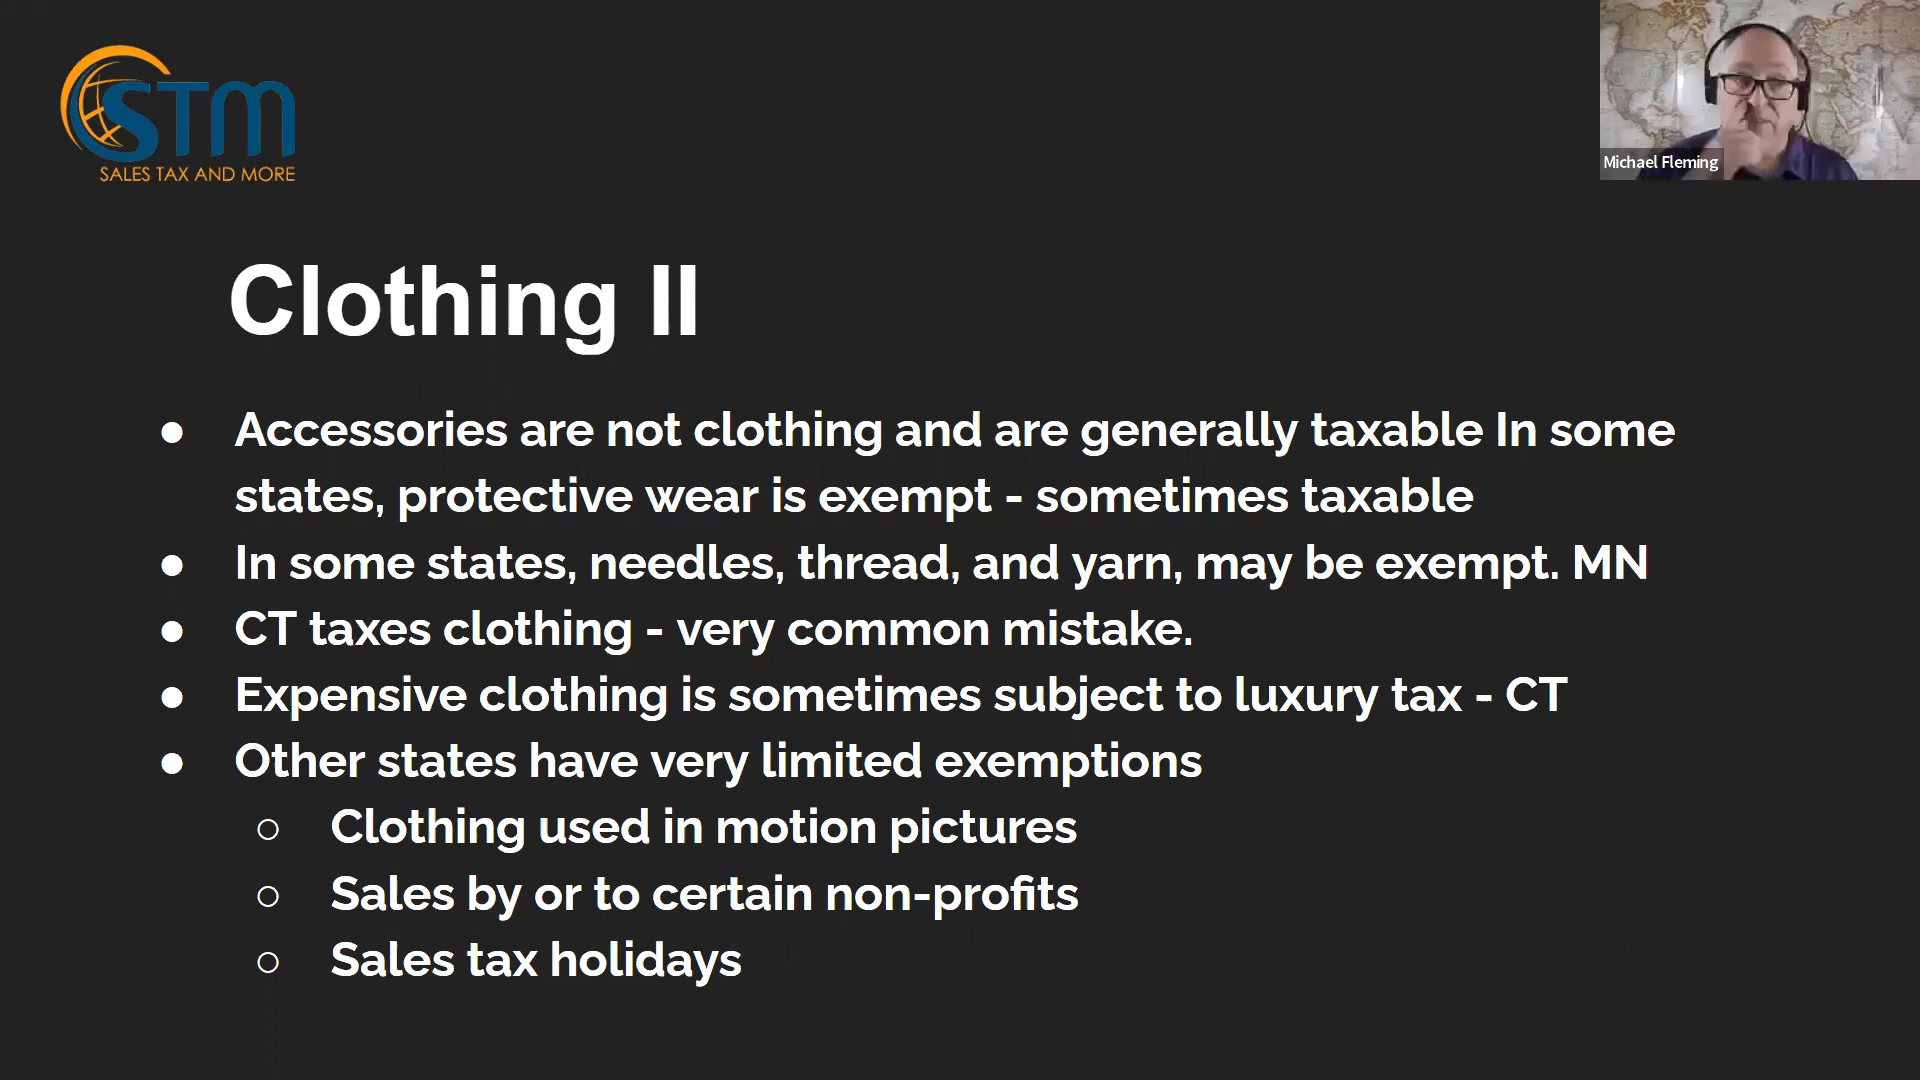 STM
SALES TAX AND MORE
Michael Fleming
Clothing II
● Accessories are not clothing and are generally taxable In some
states, protective wear is exempt - sometimes taxable
● In some states, needles, thread, and yarn, may be exempt. MN
● CT taxes clothing - very common mistake.
● Expensive clothing is sometimes subject to luxury tax - CT
● Other states have very limited exemptions
○ Clothing used in motion pictures
○ Sales by or to certain non-profits
○ Sales tax holidays